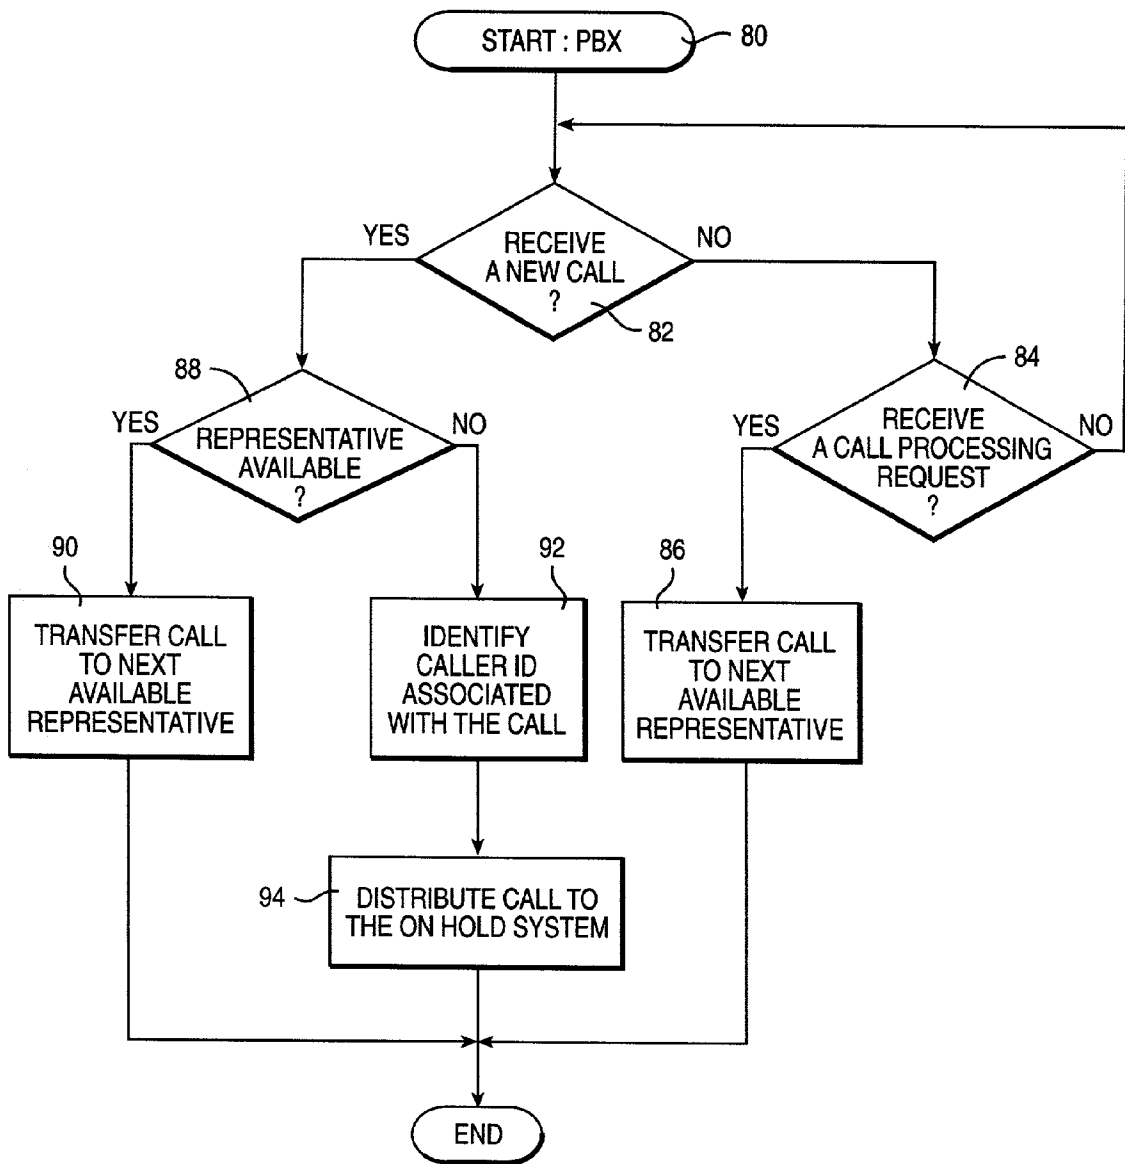 START : PBX
80
YES
RECEIVE
A NEW CALL
?
NO
82
88
84
YES
REPRESENTATIVE
AVAILABLE
?
NO
YES
RECEIVE
A CALL PROCESSING
REQUEST
?
NO
90
TRANSFER CALL
TO NEXT
AVAILABLE
REPRESENTATIVE
92
IDENTIFY
CALLER ID
ASSOCIATED
WITH THE CALL
86
TRANSFER CALL
TO NEXT
AVAILABLE
REPRESENTATIVE
94
DISTRIBUTE CALL TO
THE ON HOLD SYSTEM
END